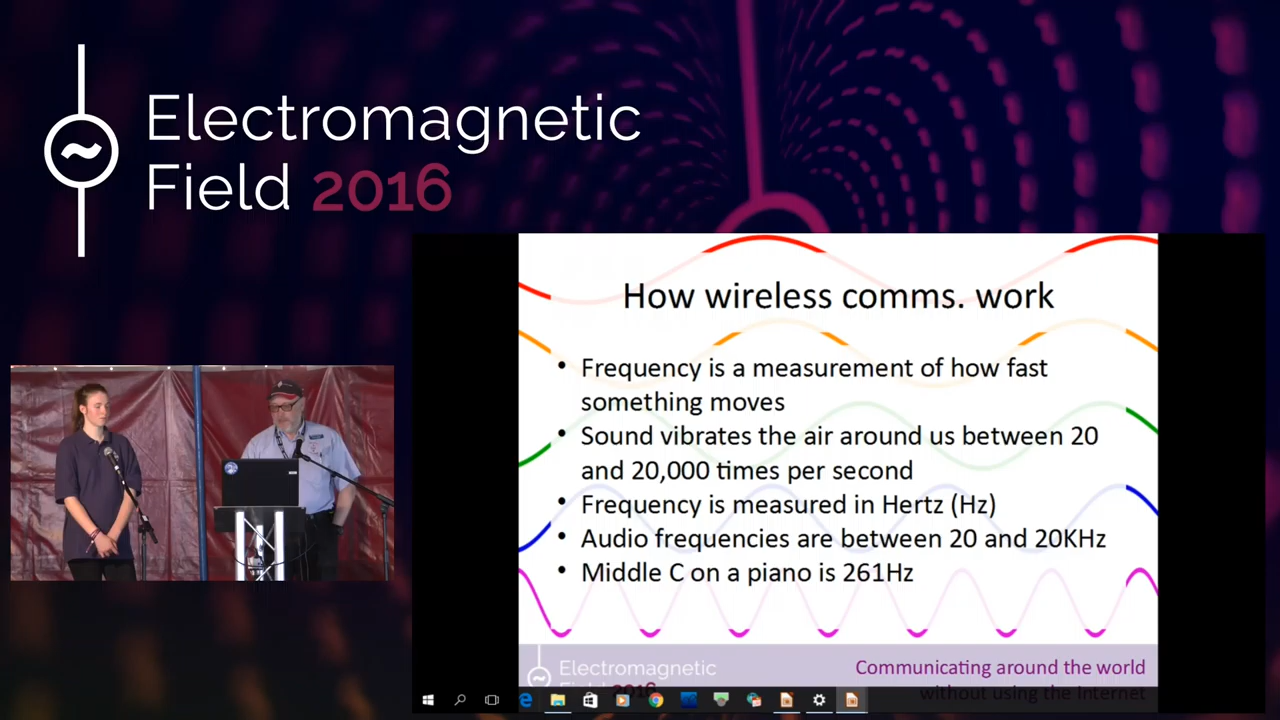 Electromagnetic
Field 2016
How wireless comms. work
• Frequency is a measurement of how fast
something moves
• Sound vibrates the air around us between 20
and 20,000 times per second
• Frequency is measured in Hertz (Hz)
• Audio frequencies are between 20 and 20KHz
• Middle C on a piano is 261Hz
Electromagnetic
Field 2016
Communicating around the world
without using the Internet